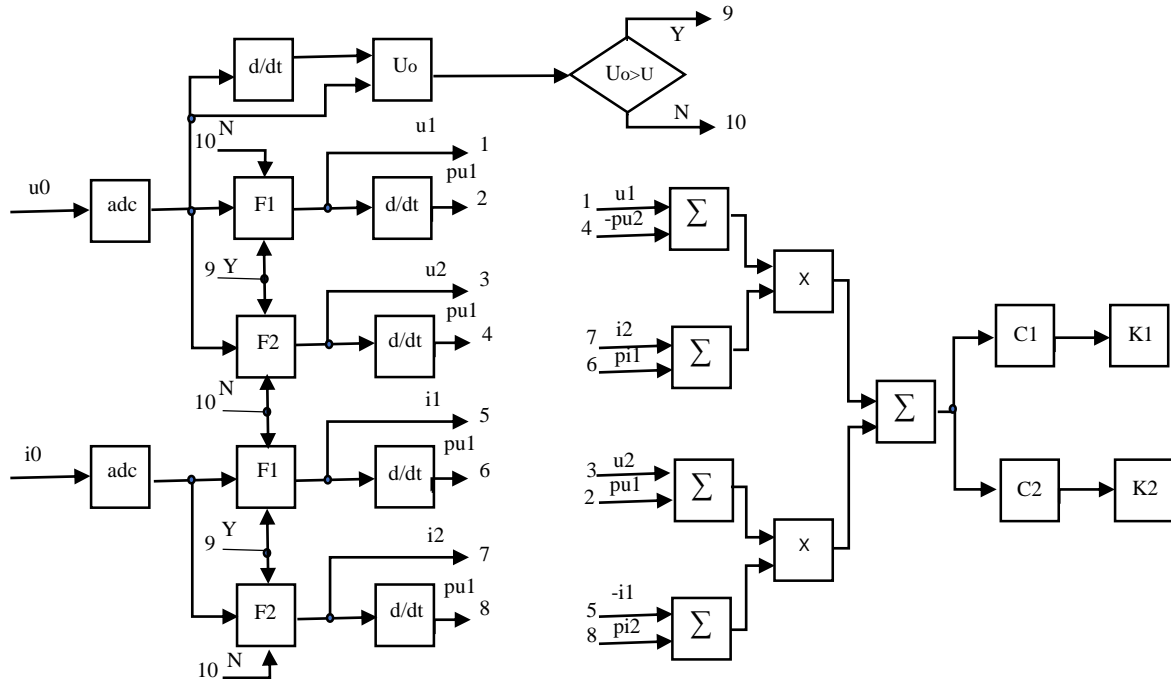 9
Y
d/dt
Uo
Uo>U
N
10
10 N
u1
1
pu1
u0
adc
F1
d/dt
2
9 Y
u2
3
pu1
F2
d/dt
4
10 N
i1
5
pu1
i0
adc
F1
d/dt
6
9 Y
i2
7
pu1
F2
d/dt
8
10 N
1 u1
4 -pu2
∑
x
7 i2
6 pi1
∑
∑
C1
K1
3 u2
2 pu1
∑
x
C2
K2
5 -i1
8 pi2
∑